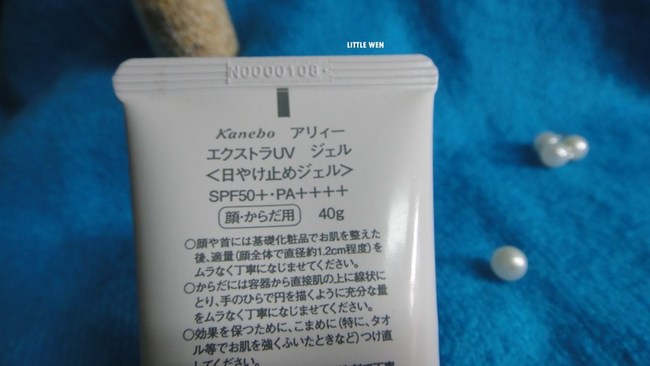 LITTLE WEN
N0000108
Kanebo アリィー
エクストラUV ジェル
<日やけ止めジェル>
SPF50+・PA++++
顔・からだ用 40g
○顔や首には基礎化粧品でお肌を整えた
後、適量(顔全体で直径約1.2cm程度)を
ムラなく丁寧になじませてください。
○からだには容器から直接肌の上に線状に
とり、手のひらで円を描くように充分な量
をムラなく丁寧になじませてください。
○効果を保つために、こまめに(特に、タオ
ル等でお肌を強くふいたときなど)つけ直
してください。